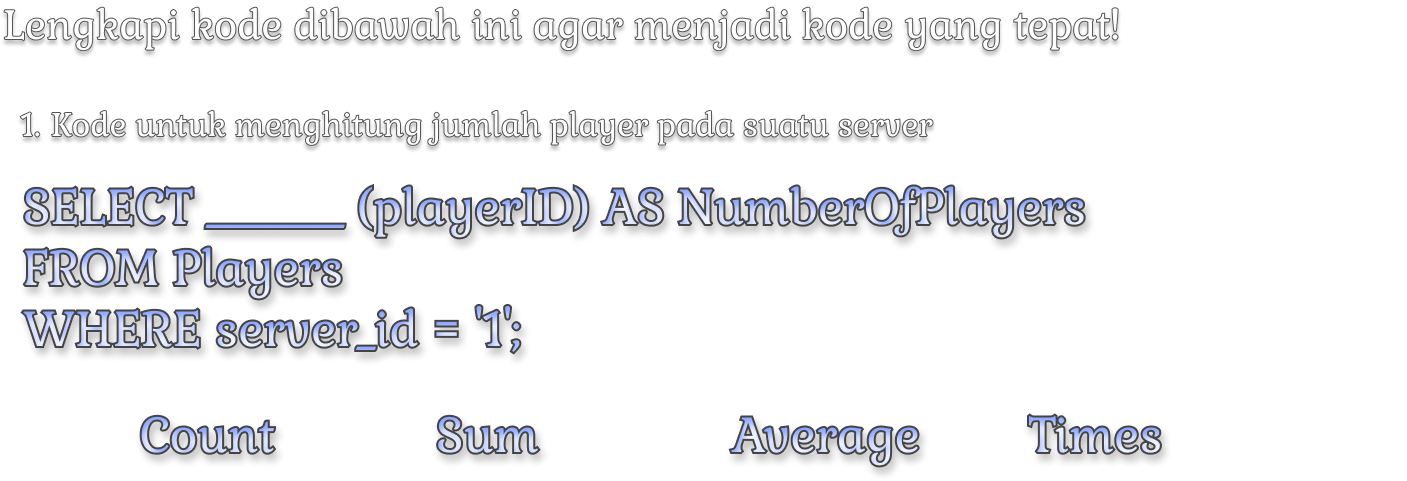 Lengkapi kode dibawah ini agar menjadi kode yang tepat!
1. Kode untuk menghitung jumlah player pada suatu server
SELECT ______ (playerID) AS NumberOfPlayers
FROM Players
WHERE server_id = '1';
Count Sum Average Times